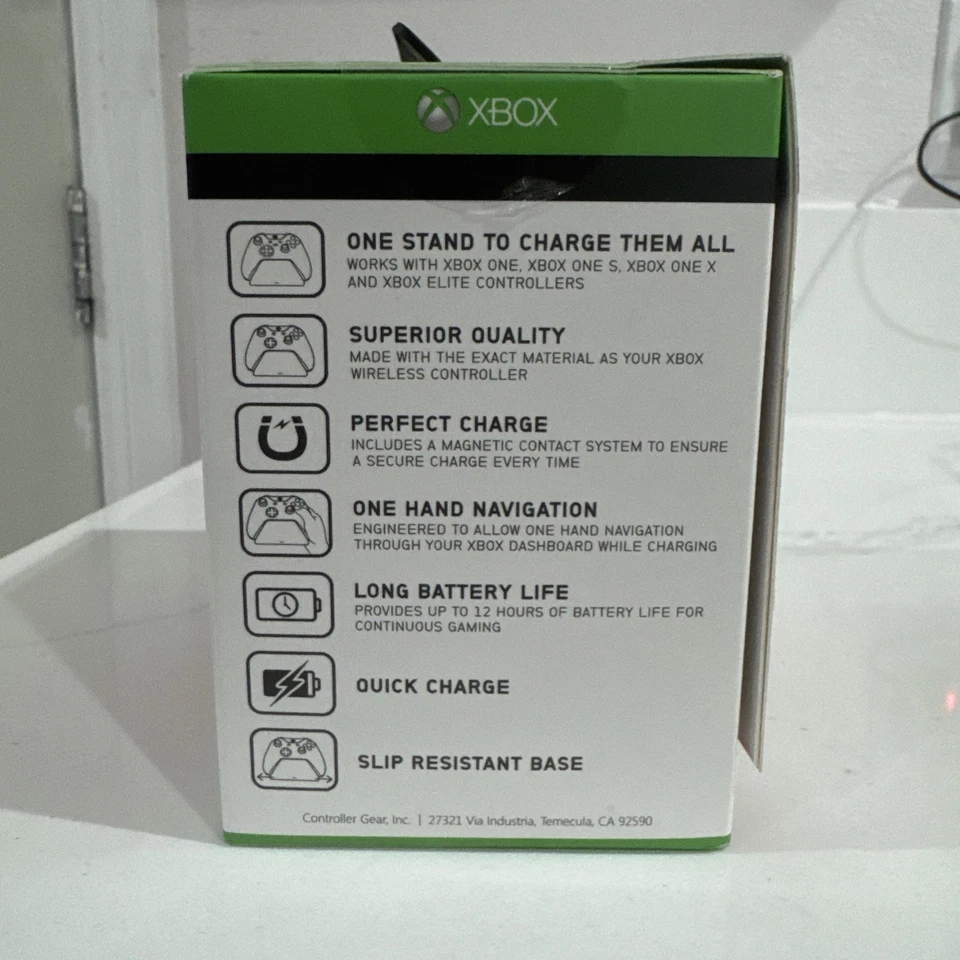 XBOX
ONE STAND TO CHARGE THEM ALL
WORKS WITH XBOX ONE, XBOX ONE S, XBOX ONE X
AND XBOX ELITE CONTROLLERS
SUPERIOR QUALITY
MADE WITH THE EXACT MATERIAL AS YOUR XBOX
WIRELESS CONTROLLER
PERFECT CHARGE
INCLUDES A MAGNETIC CONTACT SYSTEM TO ENSURE
A SECURE CHARGE EVERY TIME
ONE HAND NAVIGATION
ENGINEERED TO ALLOW ONE HAND NAVIGATION
THROUGH YOUR XBOX DASHBOARD WHILE CHARGING
LONG BATTERY LIFE
PROVIDES UP TO 12 HOURS OF BATTERY LIFE FOR
CONTINUOUS GAMING
QUICK CHARGE
SLIP RESISTANT BASE
Controller Gear, Inc. | 27321 Via Industria, Temecula, CA 92590